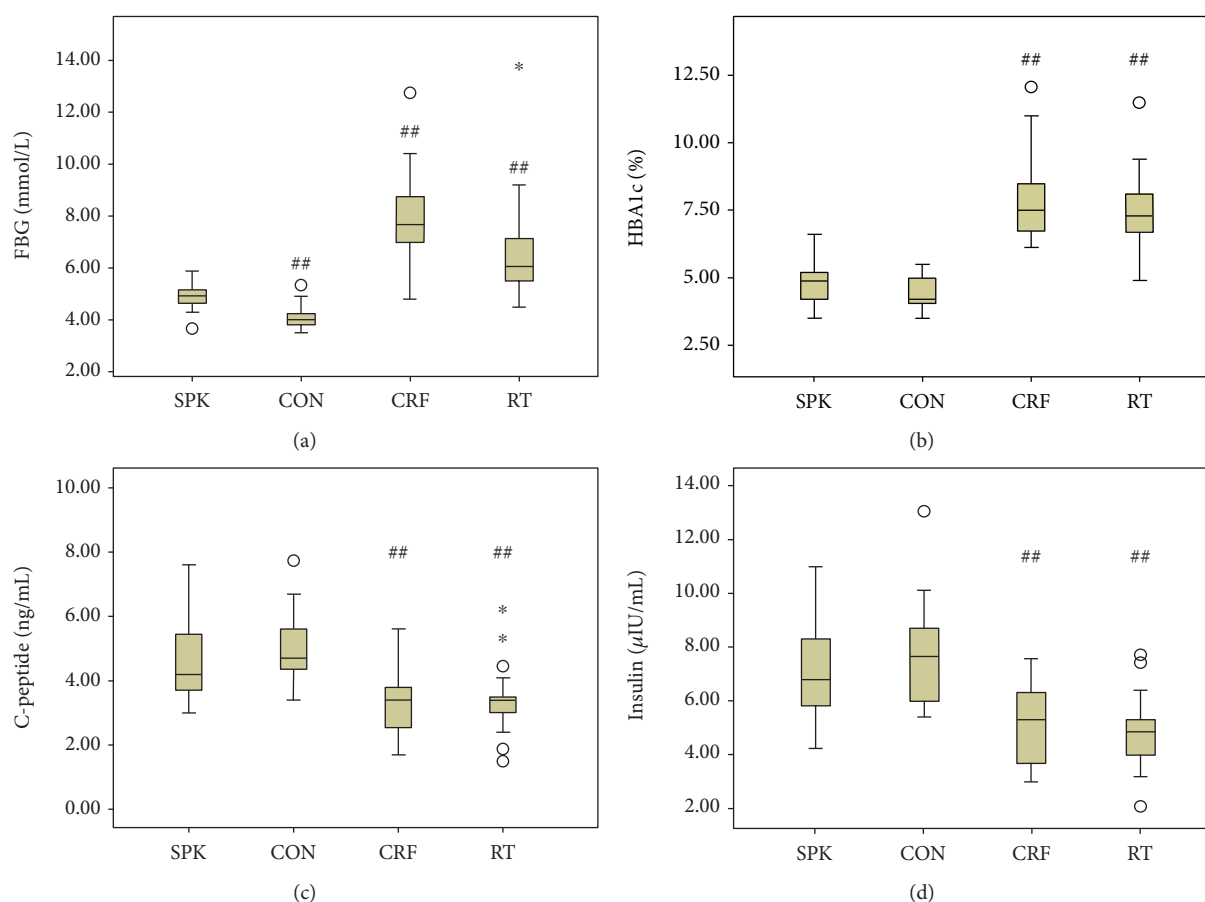 14.00
12.00
10.00
8.00
6.00
4.00
2.00
FBG (mmol/L)
*
##
##
##
SPK CON CRF RT
(a)
12.50
10.00
7.50
5.00
2.50
HBA1c (%)
## ##
SPK CON CRF RT
(b)
10.00
8.00
6.00
4.00
2.00
0.00
C-peptide (ng/mL)
## ##
*
*
SPK CON CRF RT
(c)
14.00
12.00
10.00
8.00
6.00
4.00
2.00
Insulin (μIU/mL)
## ##
SPK CON CRF RT
(d)